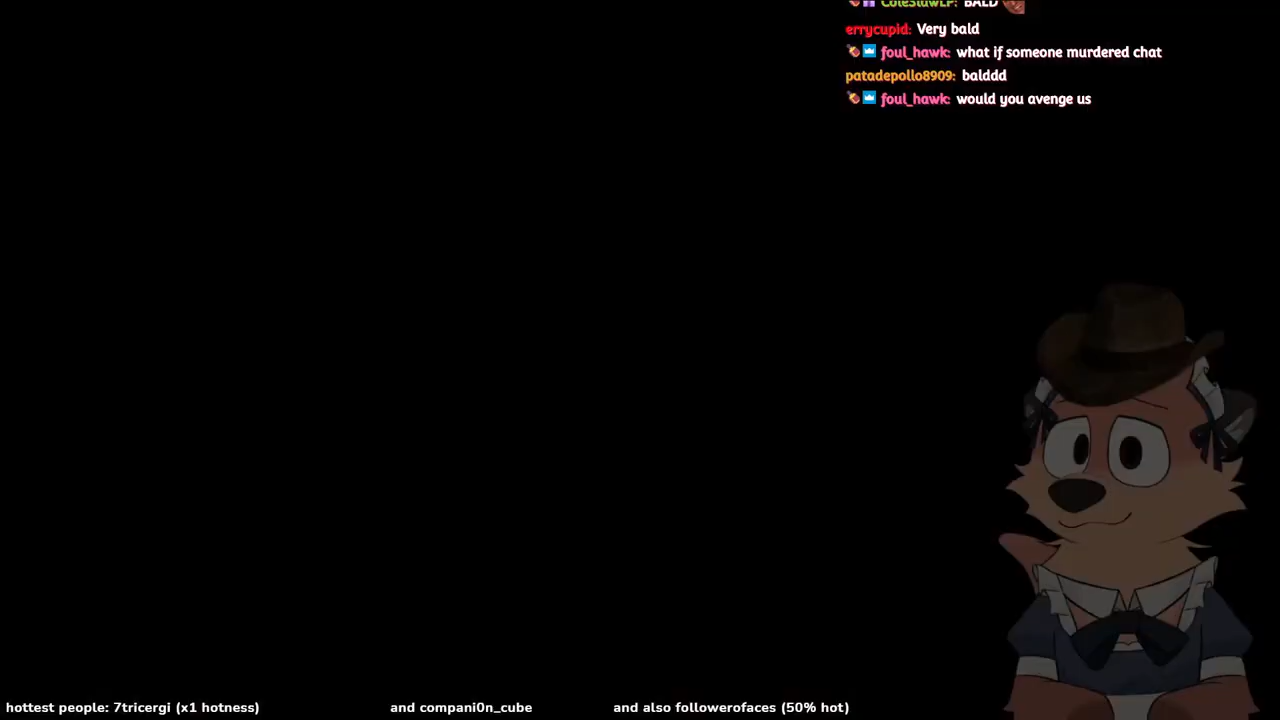 ColeSlawLP: BALD
errycupid: Very bald
foul_hawk: what if someone murdered chat
patadepollo8909: balddd
foul_hawk: would you avenge us
hottest people: 7tricergi (x1 hotness) and compani0n_cube and also followerofaces (50% hot)